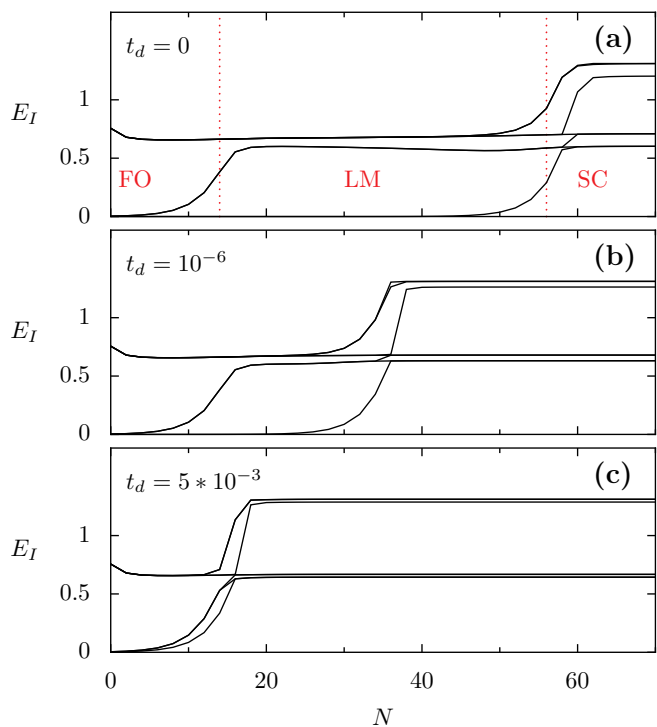 t_d = 0
(a)
1
E_I
0.5
FO
LM
SC
0
t_d = 10^{-6}
(b)
1
E_I
0.5
0
t_d = 5 * 10^{-3}
(c)
1
E_I
0.5
0
0 20 40 60
N